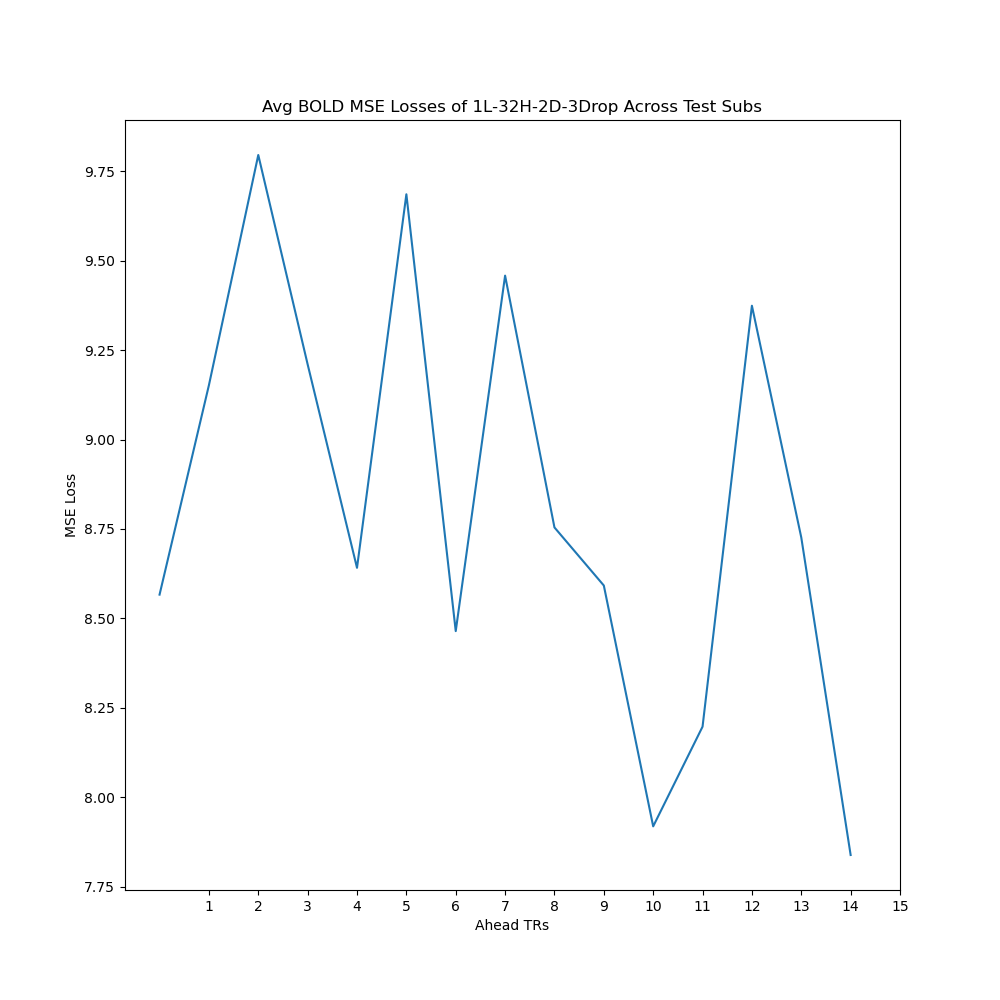 Avg BOLD MSE Losses of 1L-32H-2D-3Drop Across Test Subs
9.75
9.50
9.25
9.00
8.75
8.50
8.25
8.00
7.75
MSE Loss
1 2 3 4 5 6 7 8 9 10 11 12 13 14 15
Ahead TRs